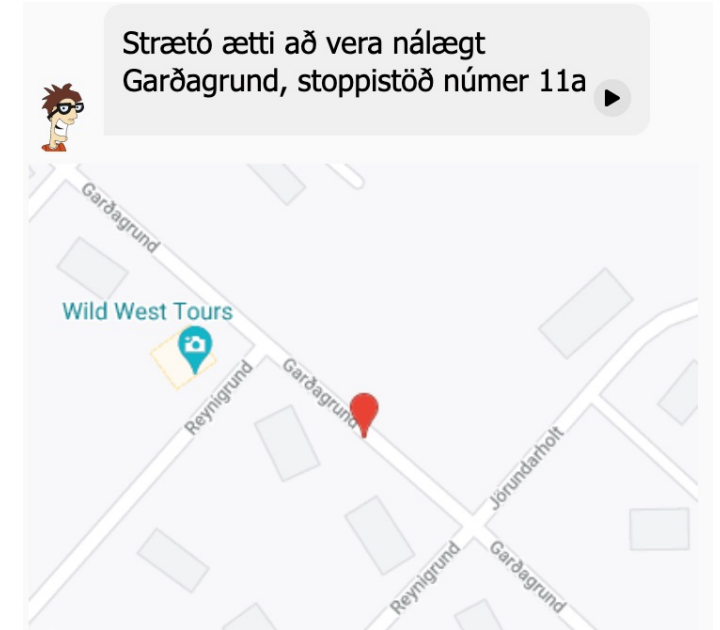 Strætó ætti að vera nálægt
Garðagrund, stoppistöð númer 11a
Garðagrund
Wild West Tours
Reynigrund
Garðagrund
Jörundarholt
Reynigrund
Garðagrund